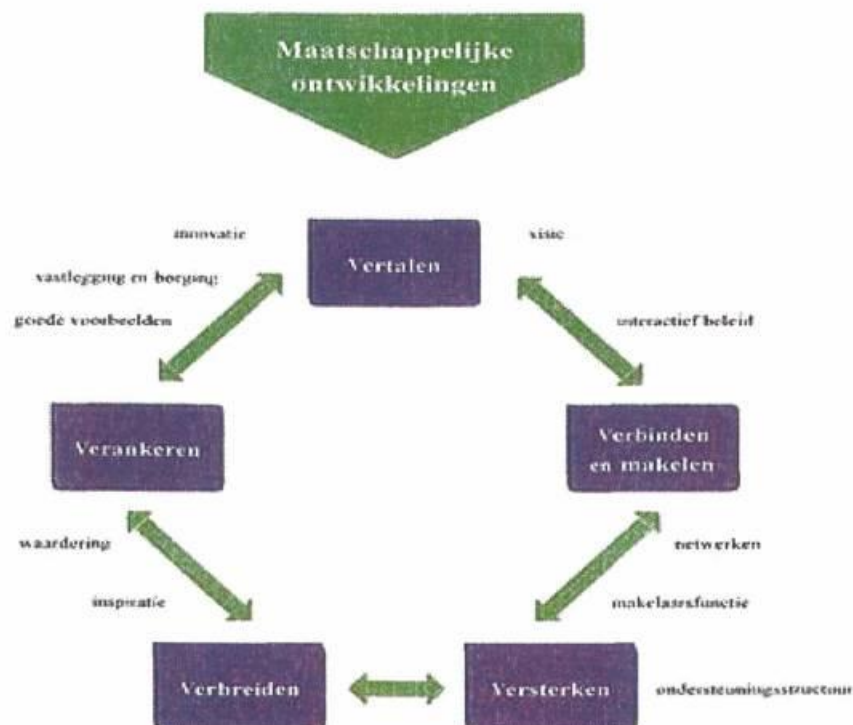 Maatschappelijke
ontwikkelingen
innovatie
visie
Vertalen
vastlegging en borging
goede voorbeelden
interactief beleid
Verankeren
Verbinden
en makelen
waardering
netwerken
inspiratie
makelaarsfunctie
Verbreiden
Versterken
ondersteuningsstructuur